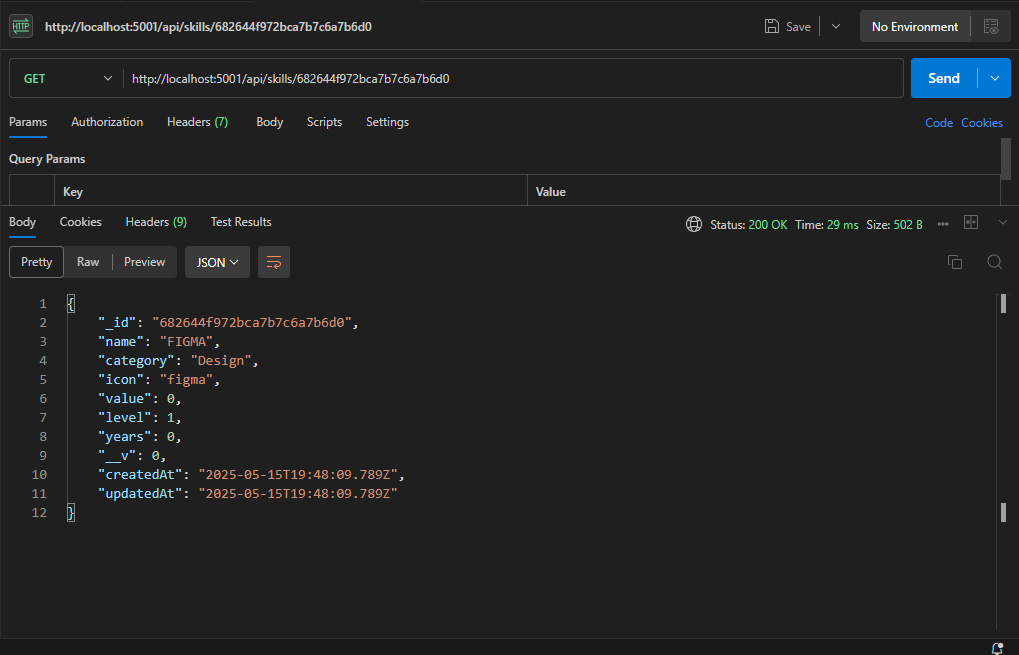 HTTP http://localhost:5001/api/skills/682644f972bca7b7c6a7b6d0 Save No Environment
GET http://localhost:5001/api/skills/682644f972bca7b7c6a7b6d0 Send
Params Authorization Headers (7) Body Scripts Settings Code Cookies
Query Params
Key Value
Body Cookies Headers (9) Test Results Status: 200 OK Time: 29 ms Size: 502 B
Pretty Raw Preview JSON
1 {
2 "_id": "682644f972bca7b7c6a7b6d0",
3 "name": "FIGMA",
4 "category": "Design",
5 "icon": "figma",
6 "value": 0,
7 "level": 1,
8 "years": 0,
9 "__v": 0,
10 "createdAt": "2025-05-15T19:48:09.789Z",
11 "updatedAt": "2025-05-15T19:48:09.789Z"
12 }